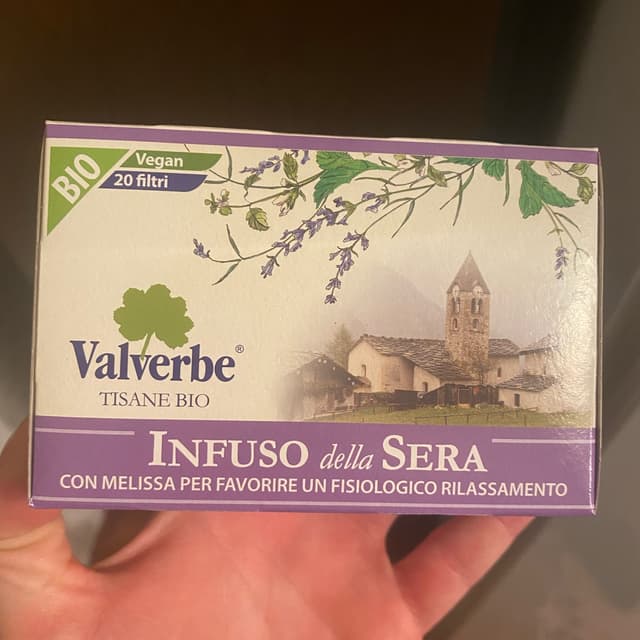 BIO
Vegan
20 filtri
Valverbe®
TISANE BIO
INFUSO della SERA
CON MELISSA PER FAVORIRE UN FISIOLOGICO RILASSAMENTO